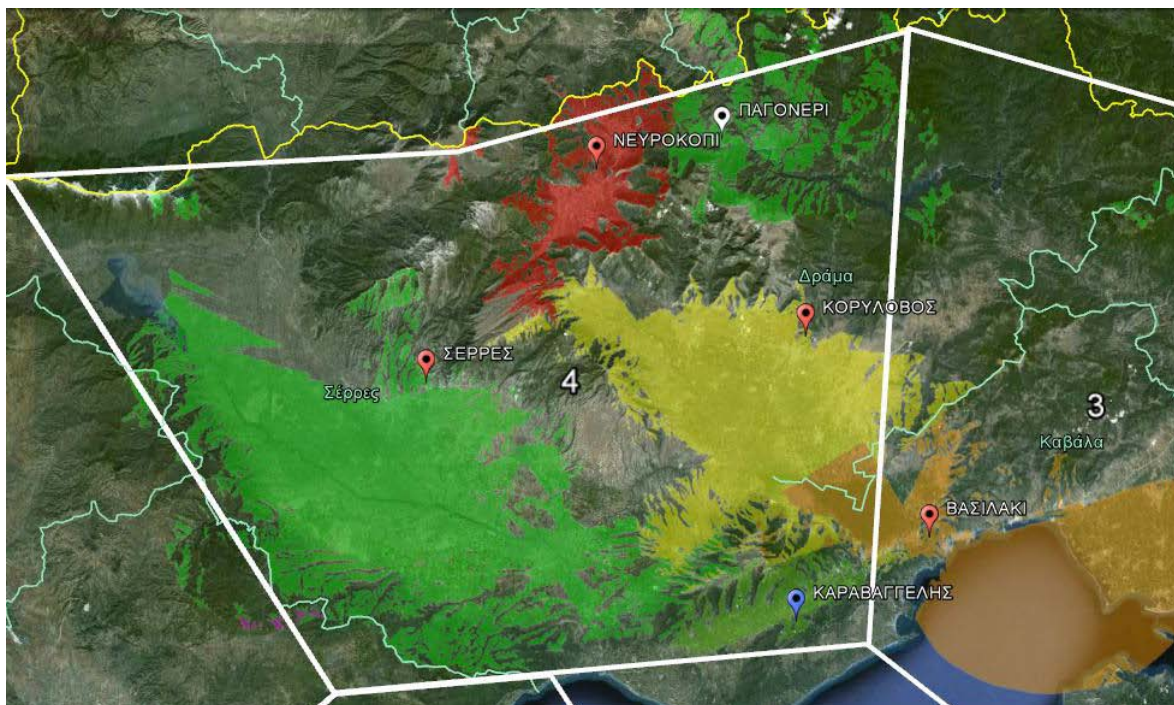 ΠΑΓΟΝΕΡΙ
ΝΕΥΡΟΚΟΠΙ
Δράμα
ΚΟΡΥΛΟΒΟΣ
ΣΕΡΡΕΣ
4
Σέρρες
3
Καβάλα
ΒΑΣΙΛΑΚΙ
ΚΑΡΑΒΑΓΓΕΛΗΣ